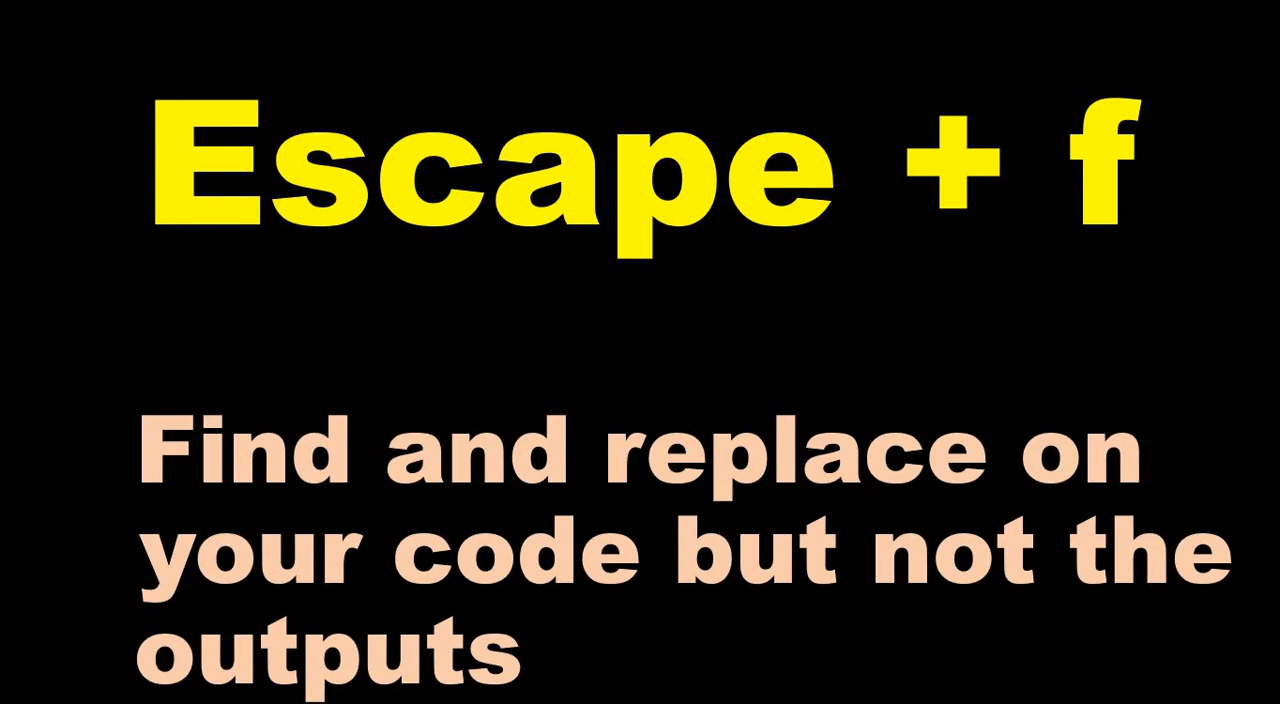 Escape + f
Find and replace on
your code but not the
outputs